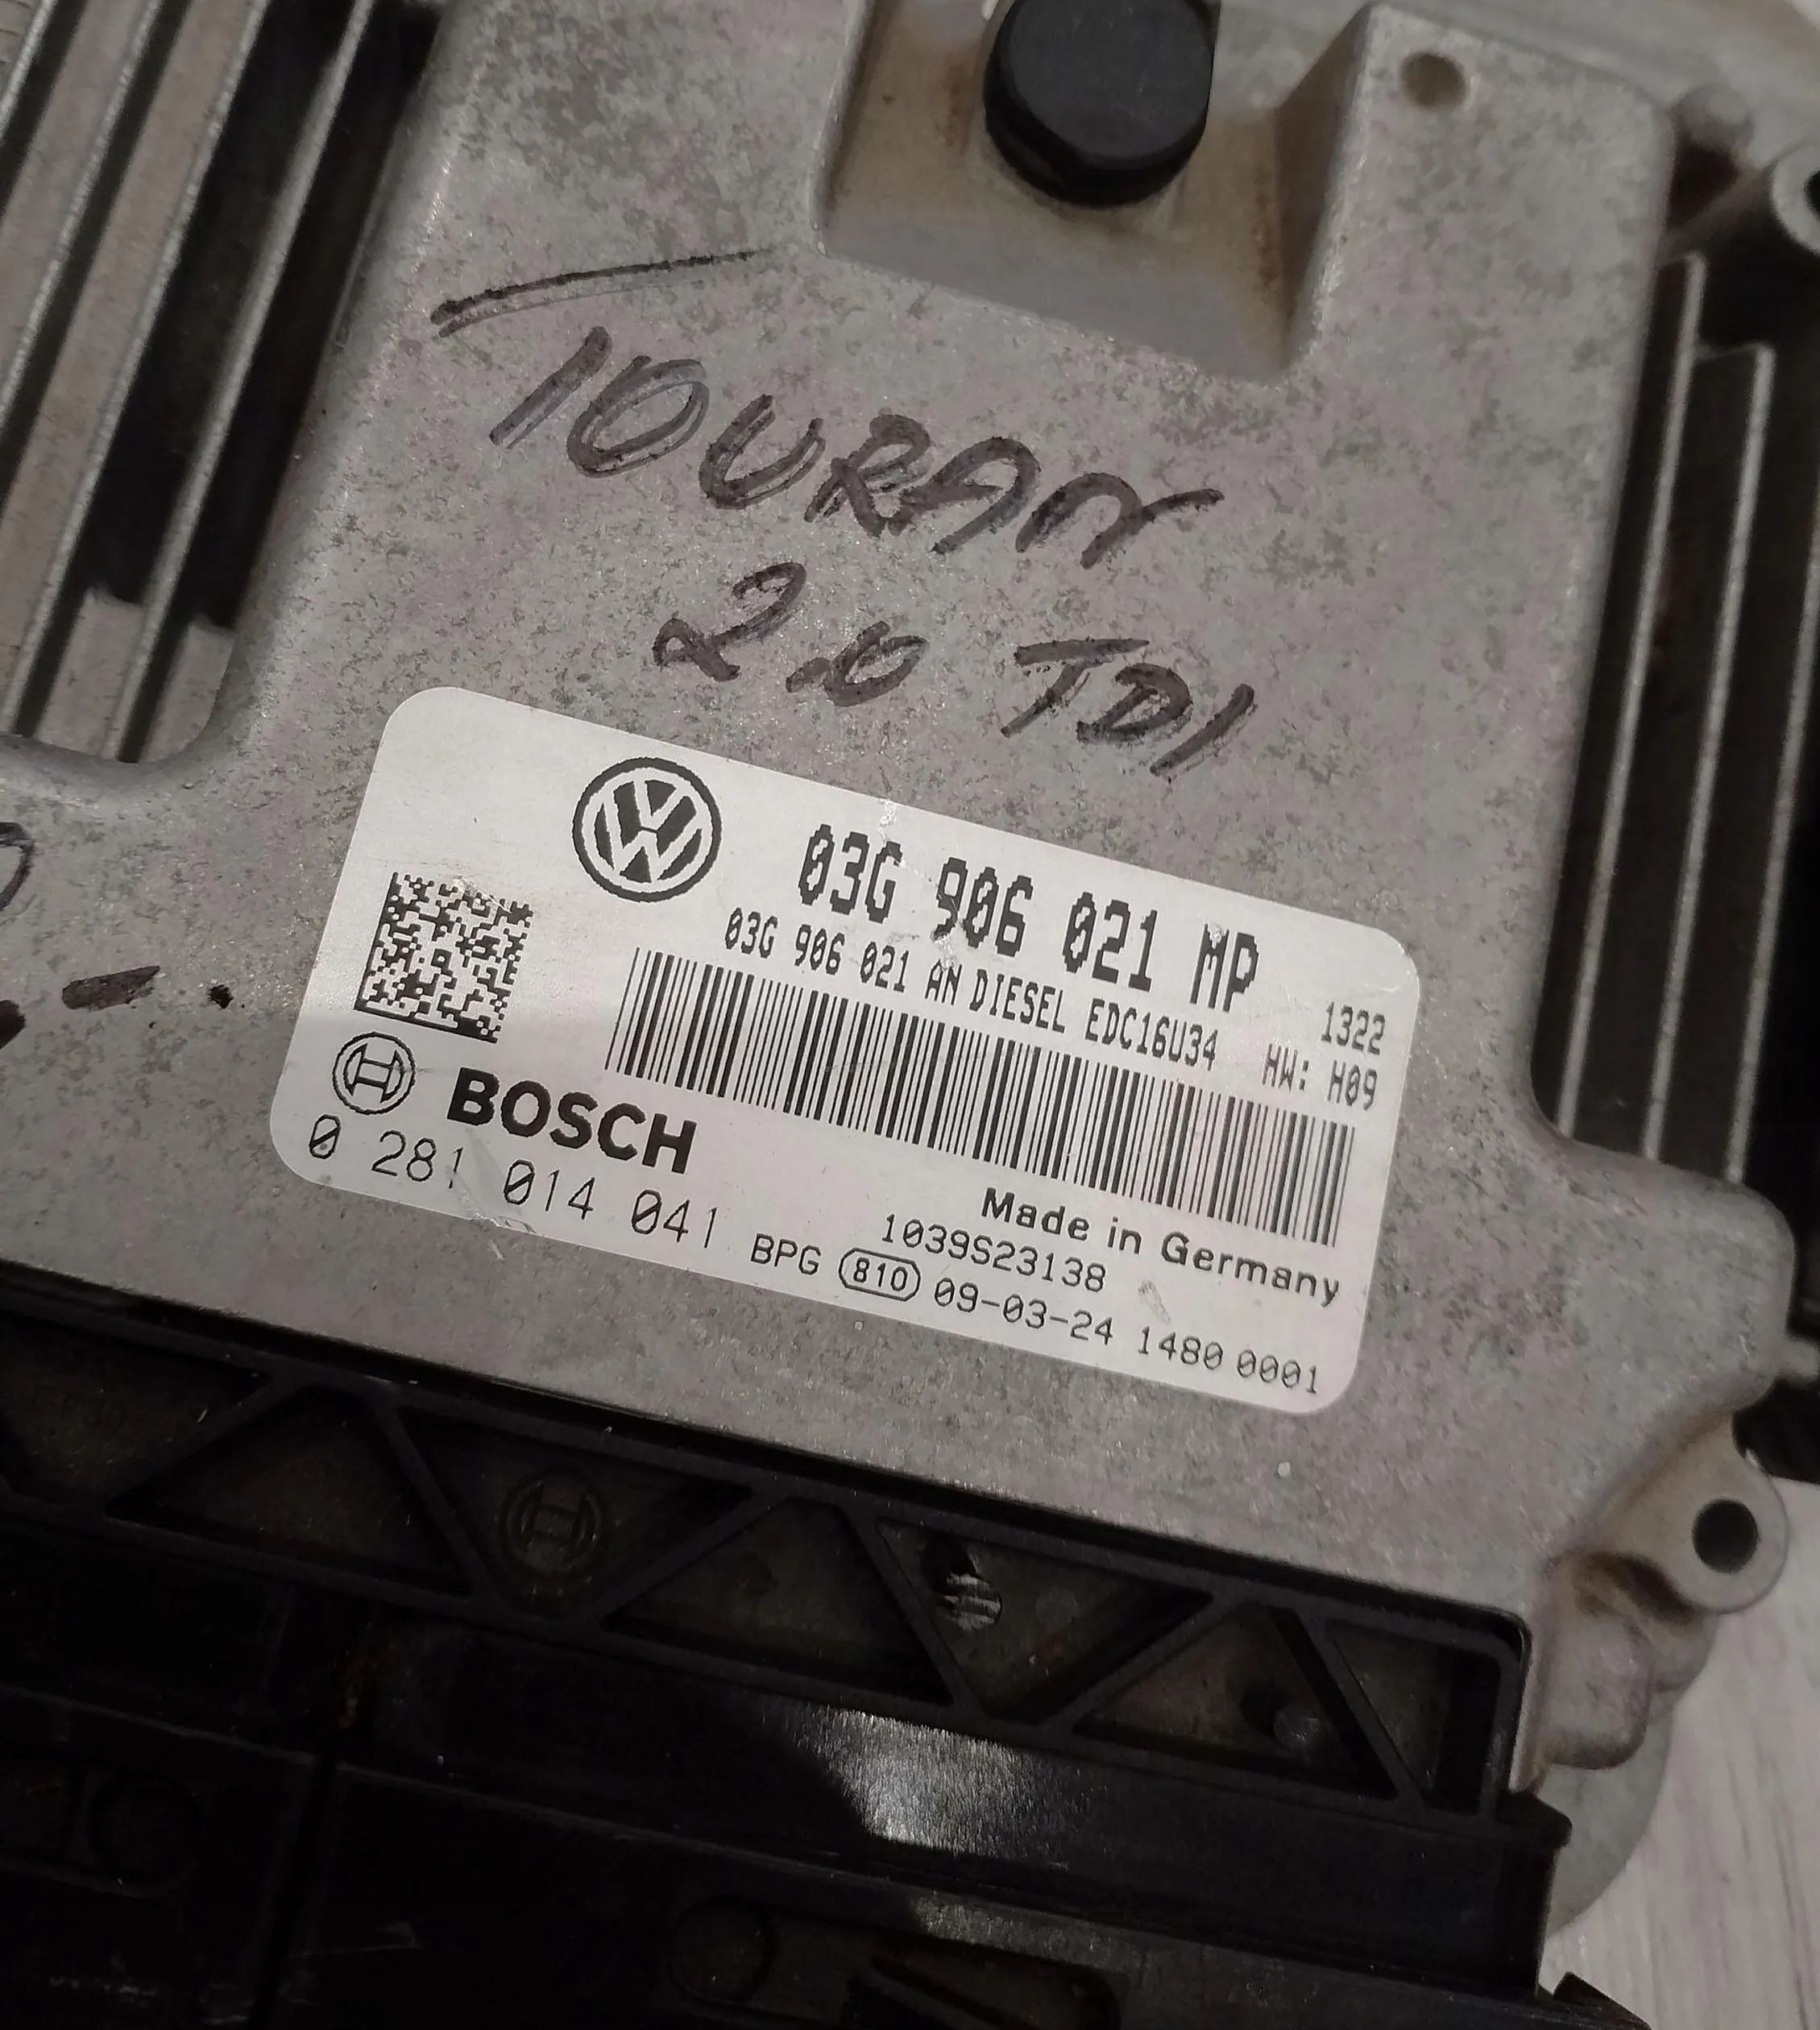 TOURAN
2.0 TDI
03G 906 021 MP
03G 906 021 AN DIESEL EDC16U34
1322
HW: H09
BOSCH
0 281 014 041
Made in Germany
1039S23138
BPG 810 09-03-24 1480 0001